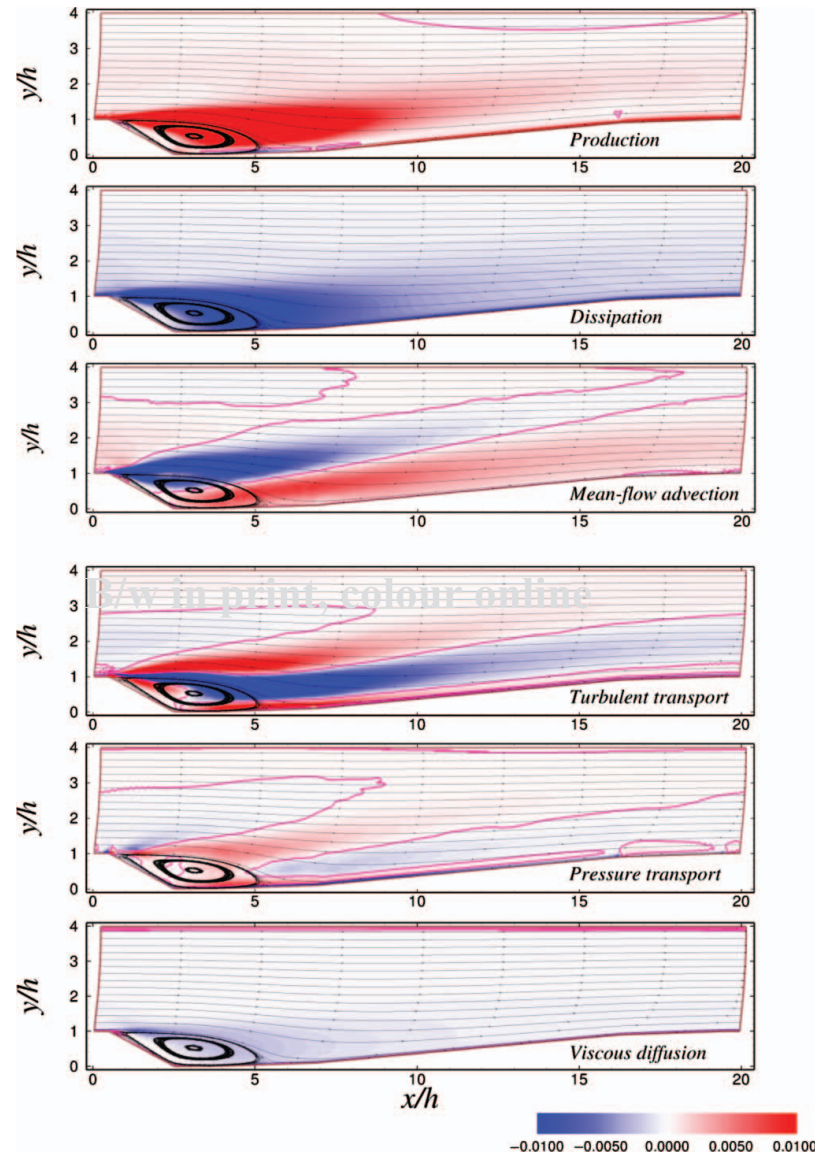 4
3
2
1
0
y/h
Production
0 5 10 15 20
4
3
2
1
0
y/h
Dissipation
0 5 10 15 20
4
3
2
1
0
y/h
Mean-flow advection
0 5 10 15 20
B/w in print, colour online
4
3
2
1
0
y/h
Turbulent transport
0 5 10 15 20
4
3
2
1
0
y/h
Pressure transport
0 5 10 15 20
4
3
2
1
0
y/h
Viscous diffusion
0 5 10 15 20
x/h
−0.0100 −0.0050 0.0000 0.0050 0.0100